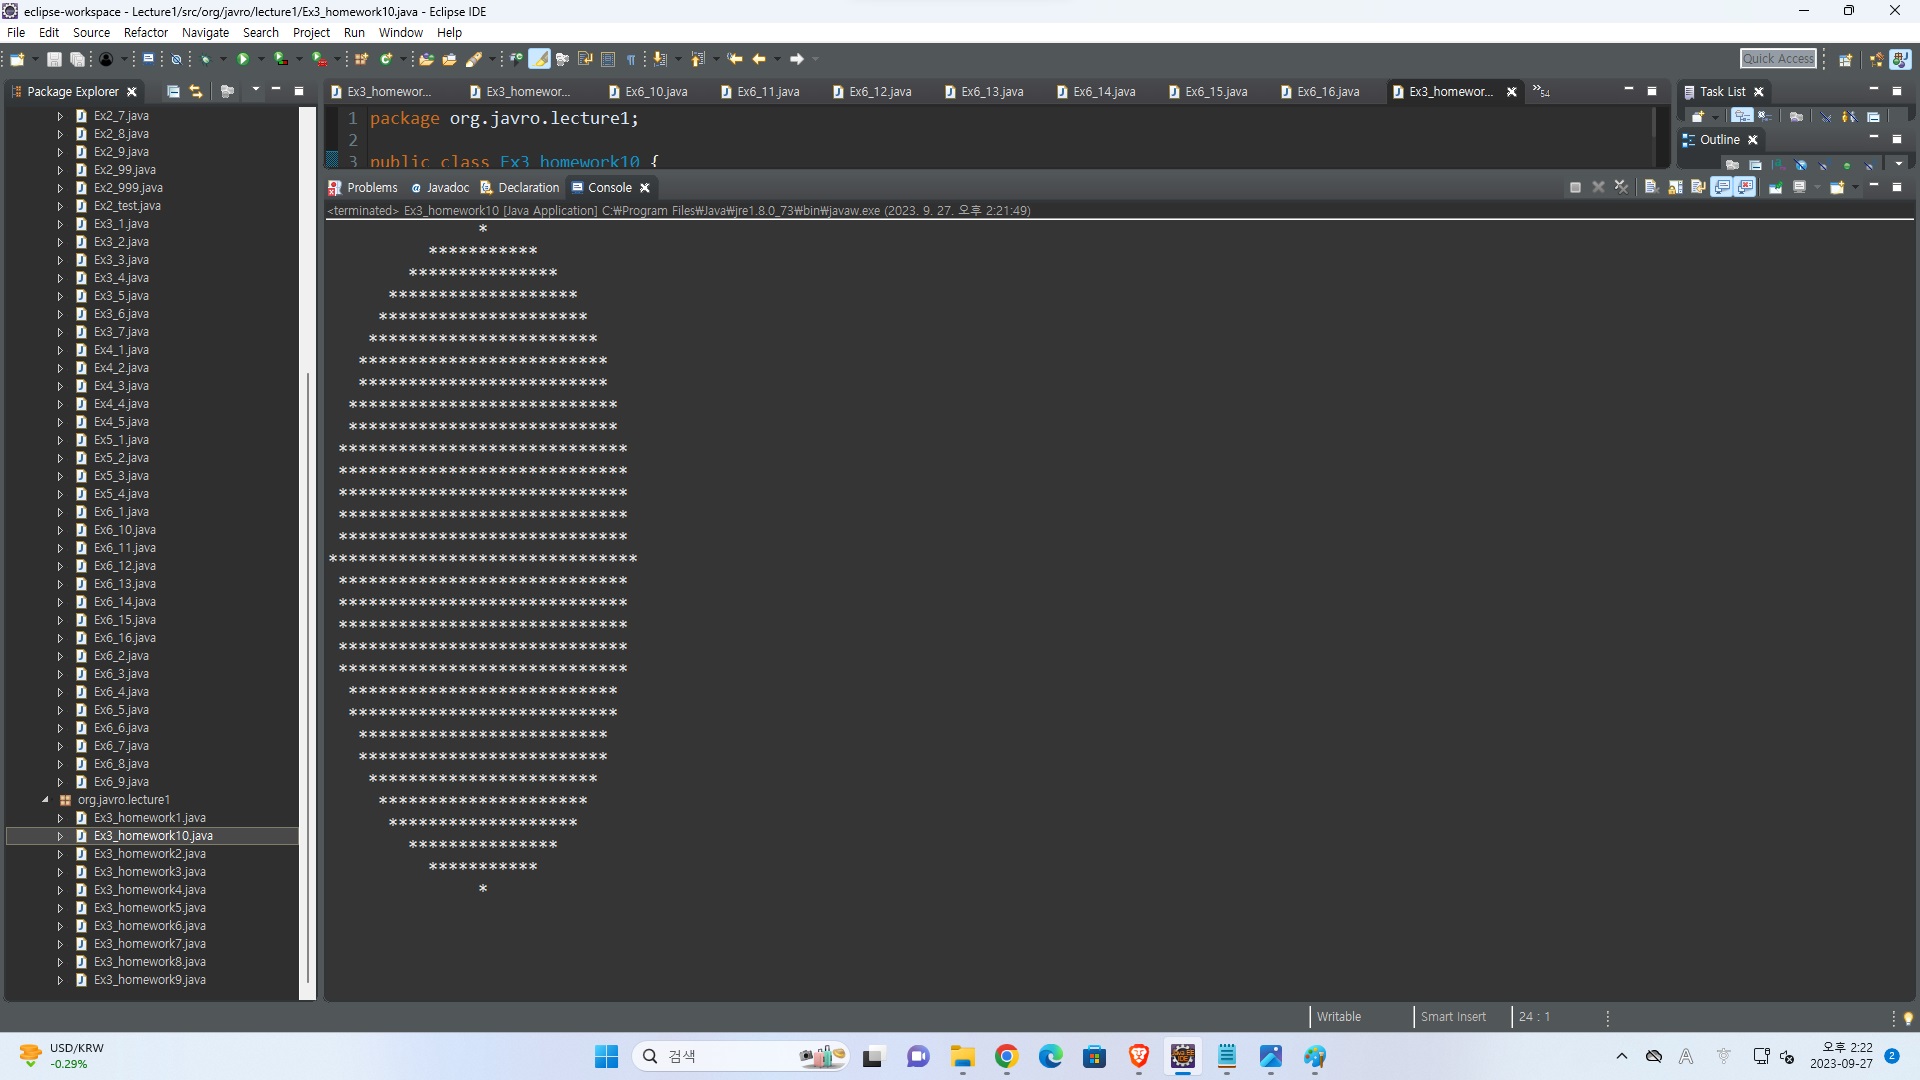 eclipse-workspace - Lecture1/src/org/javro/lecture1/Ex3_homework10.java - Eclipse IDE
File Edit Source Refactor Navigate Search Project Run Window Help
Quick Access
Package Explorer
Ex3_homewor... Ex3_homewor... Ex6_10.java Ex6_11.java Ex6_12.java Ex6_13.java Ex6_14.java Ex6_15.java Ex6_16.java Ex3_homewor... »54
Task List
Outline
1 package org.javro.lecture1;
2
3 public class Ex3_homework10 {
Problems Javadoc Declaration Console
<terminated> Ex3_homework10 [Java Application] C:₩Program Files₩Java₩jre1.8.0_73₩bin₩javaw.exe (2023. 9. 27. 오후 2:21:49)
               *
          ***********
        ***************
      *******************
     *********************
    ***********************
   *************************
   *************************
  ***************************
  ***************************
 *****************************
 *****************************
 *****************************
 *****************************
 *****************************
*******************************
 *****************************
 *****************************
 *****************************
 *****************************
 *****************************
  ***************************
  ***************************
   *************************
   *************************
    ***********************
     *********************
      *******************
        ***************
          ***********
               *
Ex2_7.java
Ex2_8.java
Ex2_9.java
Ex2_99.java
Ex2_999.java
Ex2_test.java
Ex3_1.java
Ex3_2.java
Ex3_3.java
Ex3_4.java
Ex3_5.java
Ex3_6.java
Ex3_7.java
Ex4_1.java
Ex4_2.java
Ex4_3.java
Ex4_4.java
Ex4_5.java
Ex5_1.java
Ex5_2.java
Ex5_3.java
Ex5_4.java
Ex6_1.java
Ex6_10.java
Ex6_11.java
Ex6_12.java
Ex6_13.java
Ex6_14.java
Ex6_15.java
Ex6_16.java
Ex6_2.java
Ex6_3.java
Ex6_4.java
Ex6_5.java
Ex6_6.java
Ex6_7.java
Ex6_8.java
Ex6_9.java
org.javro.lecture1
Ex3_homework1.java
Ex3_homework10.java
Ex3_homework2.java
Ex3_homework3.java
Ex3_homework4.java
Ex3_homework5.java
Ex3_homework6.java
Ex3_homework7.java
Ex3_homework8.java
Ex3_homework9.java
Writable Smart Insert 24 : 1
USD/KRW
-0.29%
검색
A
오후 2:22
2023-09-27
2